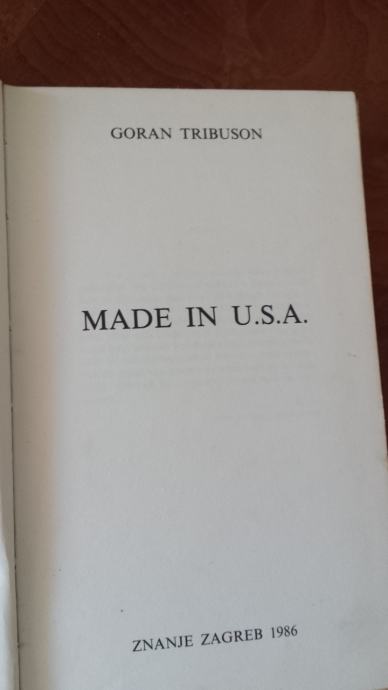 GORAN TRIBUSON
MADE IN U.S.A.
ZNANJE ZAGREB 1986